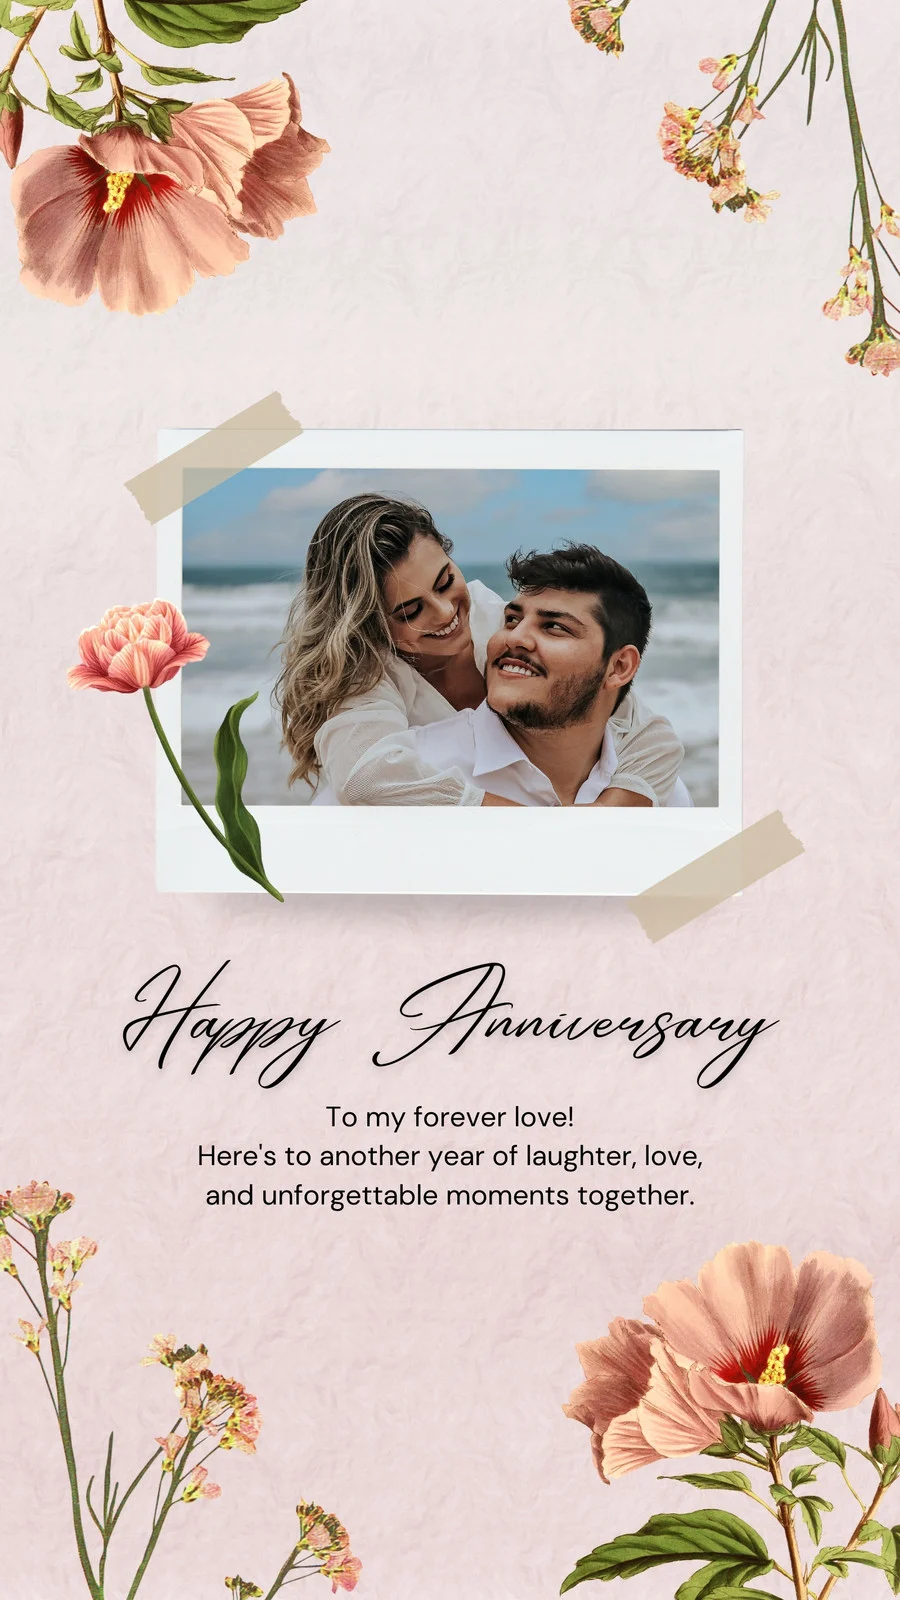 Happy Anniversary
To my forever love!
Here's to another year of laughter, love,
and unforgettable moments together.